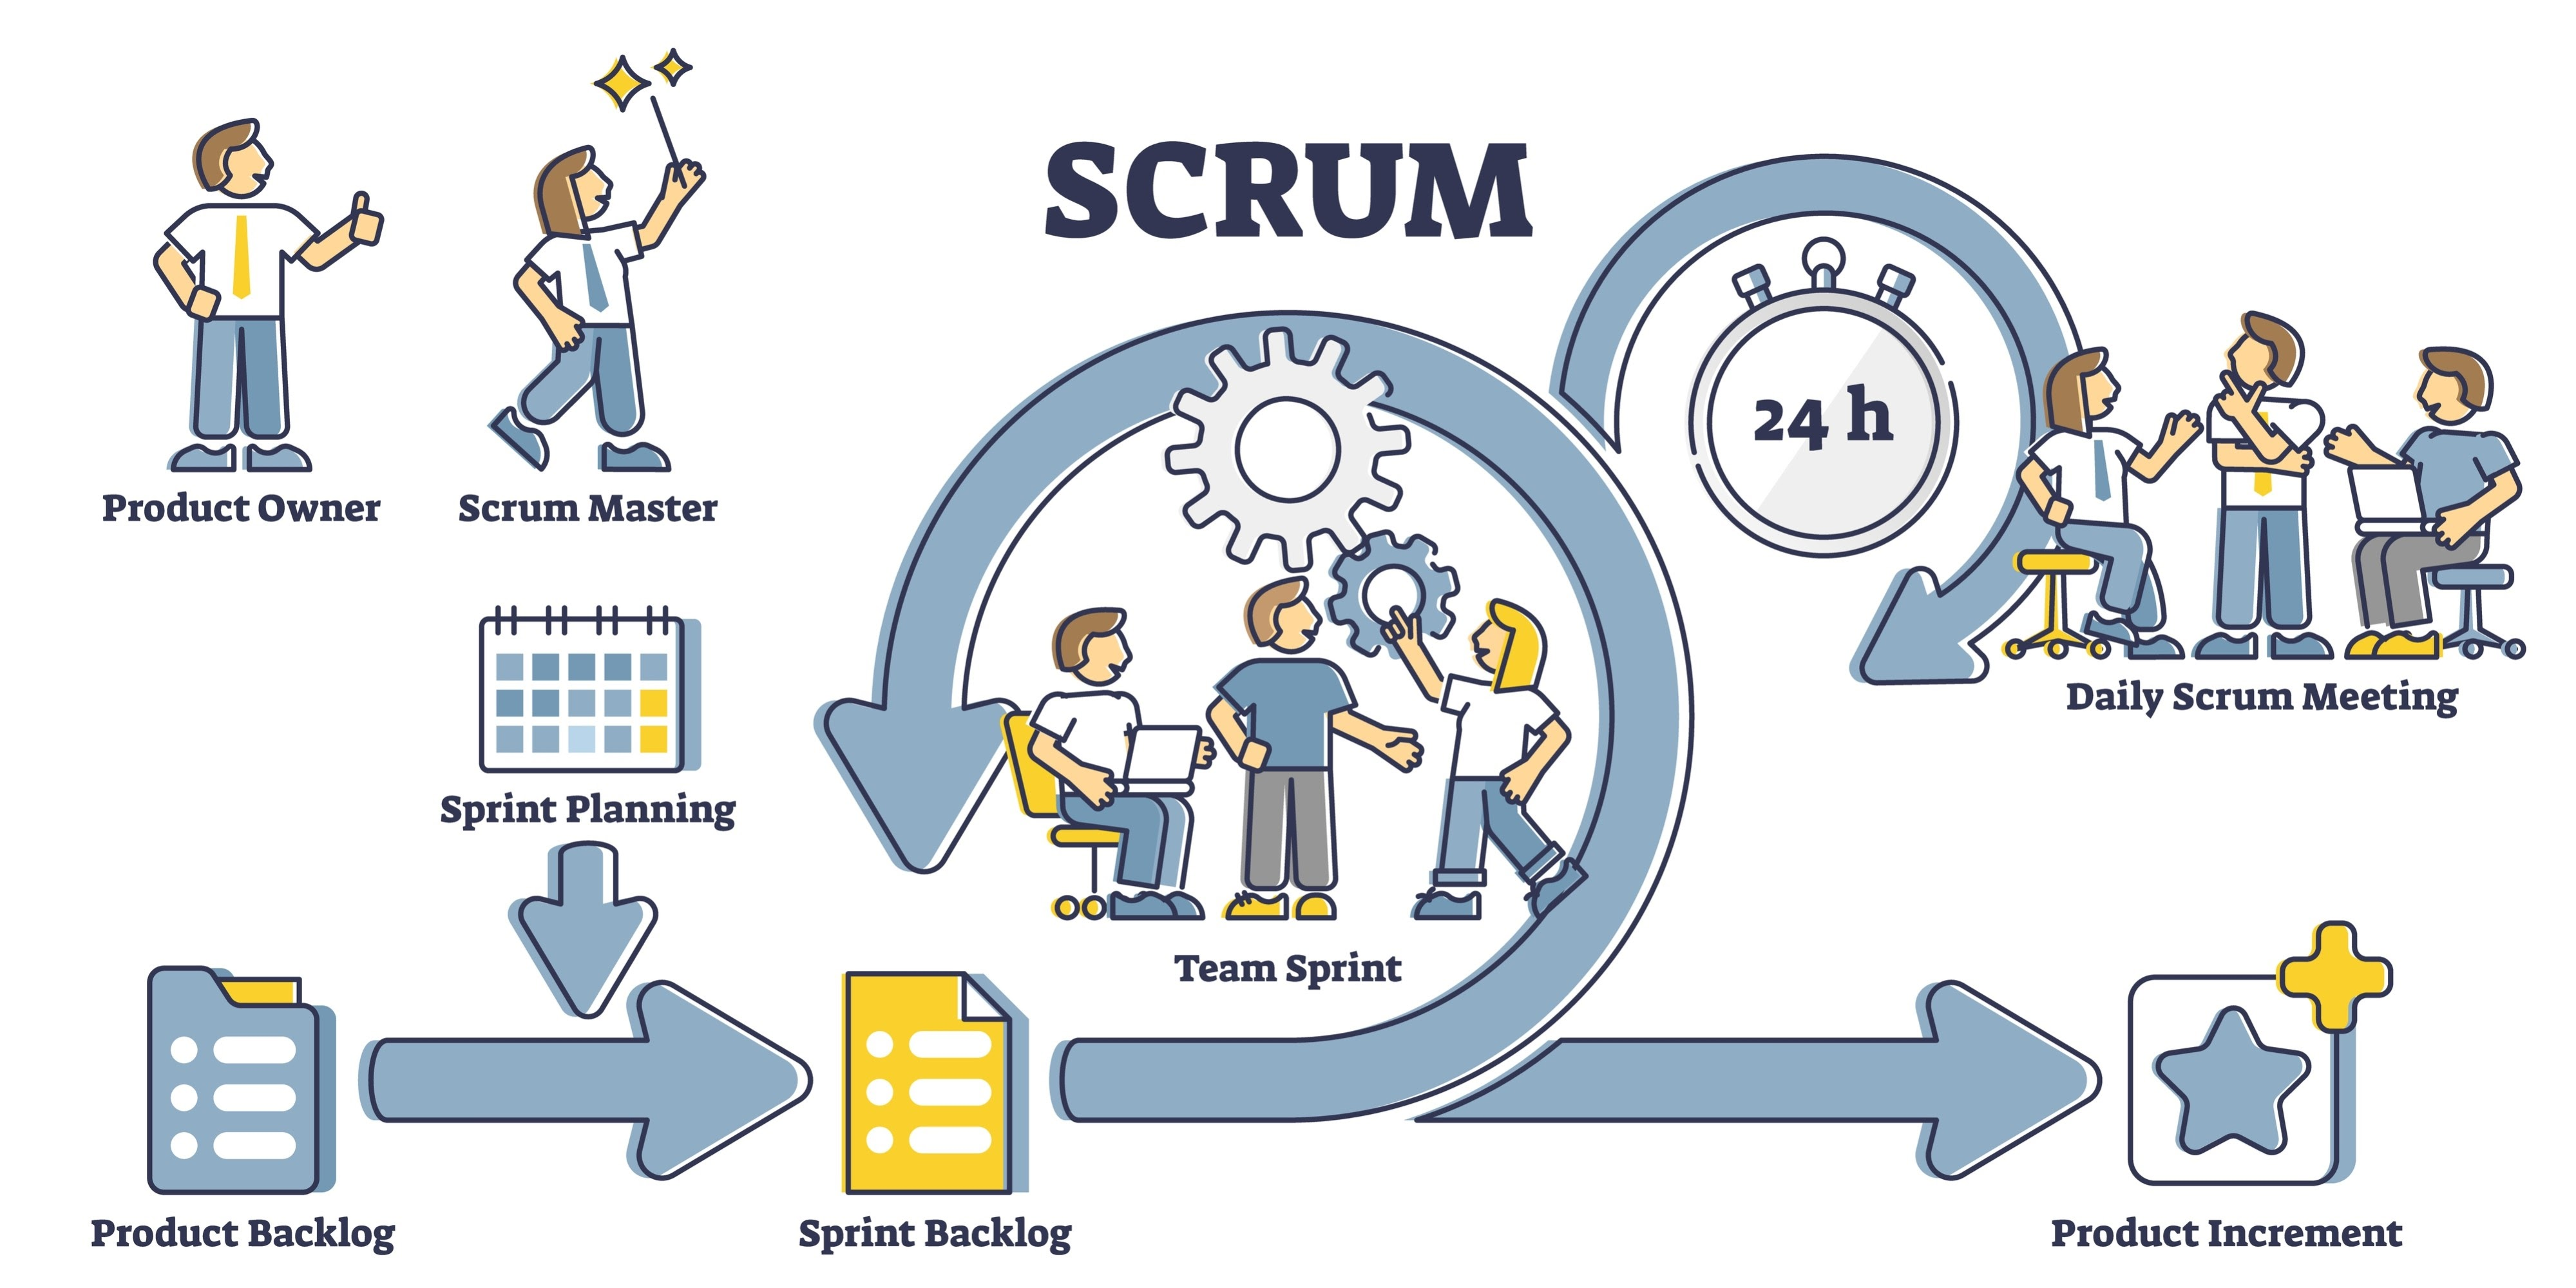 SCRUM
24 h
Product Owner
Scrum Master
Daily Scrum Meeting
Sprint Planning
Team Sprint
Product Backlog
Sprint Backlog
Product Increment